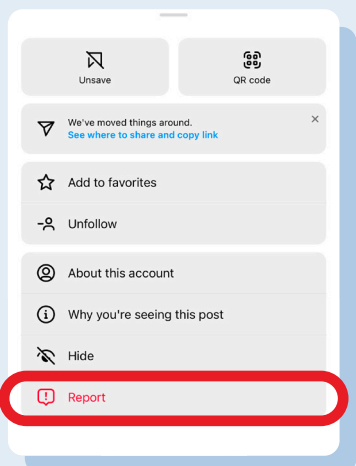 Unsave
QR code
We've moved things around.
See where to share and copy link
Add to favorites
Unfollow
About this account
Why you're seeing this post
Hide
Report